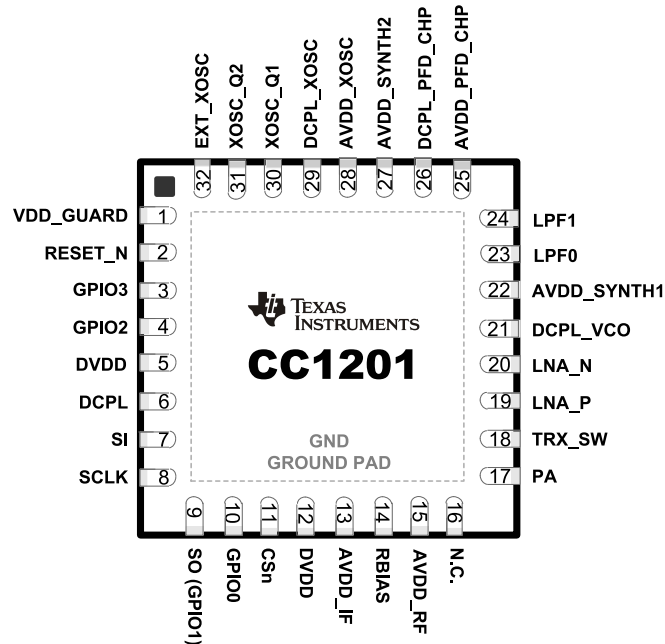 EXT_XOSC
XOSC_Q2
XOSC_Q1
DCPL_XOSC
AVDD_XOSC
AVDD_SYNTH2
DCPL_PFD_CHP
AVDD_PFD_CHP
32
31
30
29
28
27
26
25
VDD_GUARD 1
RESET_N 2
GPIO3 3
GPIO2 4
DVDD 5
DCPL 6
SI 7
SCLK 8
TEXAS
INSTRUMENTS
CC1201
GND
GROUND PAD
24 LPF1
23 LPF0
22 AVDD_SYNTH1
21 DCPL_VCO
20 LNA_N
19 LNA_P
18 TRX_SW
17 PA
9
10
11
12
13
14
15
16
SO (GPIO1)
GPIO0
CSn
DVDD
AVDD_IF
RBIAS
AVDD_RF
N.C.